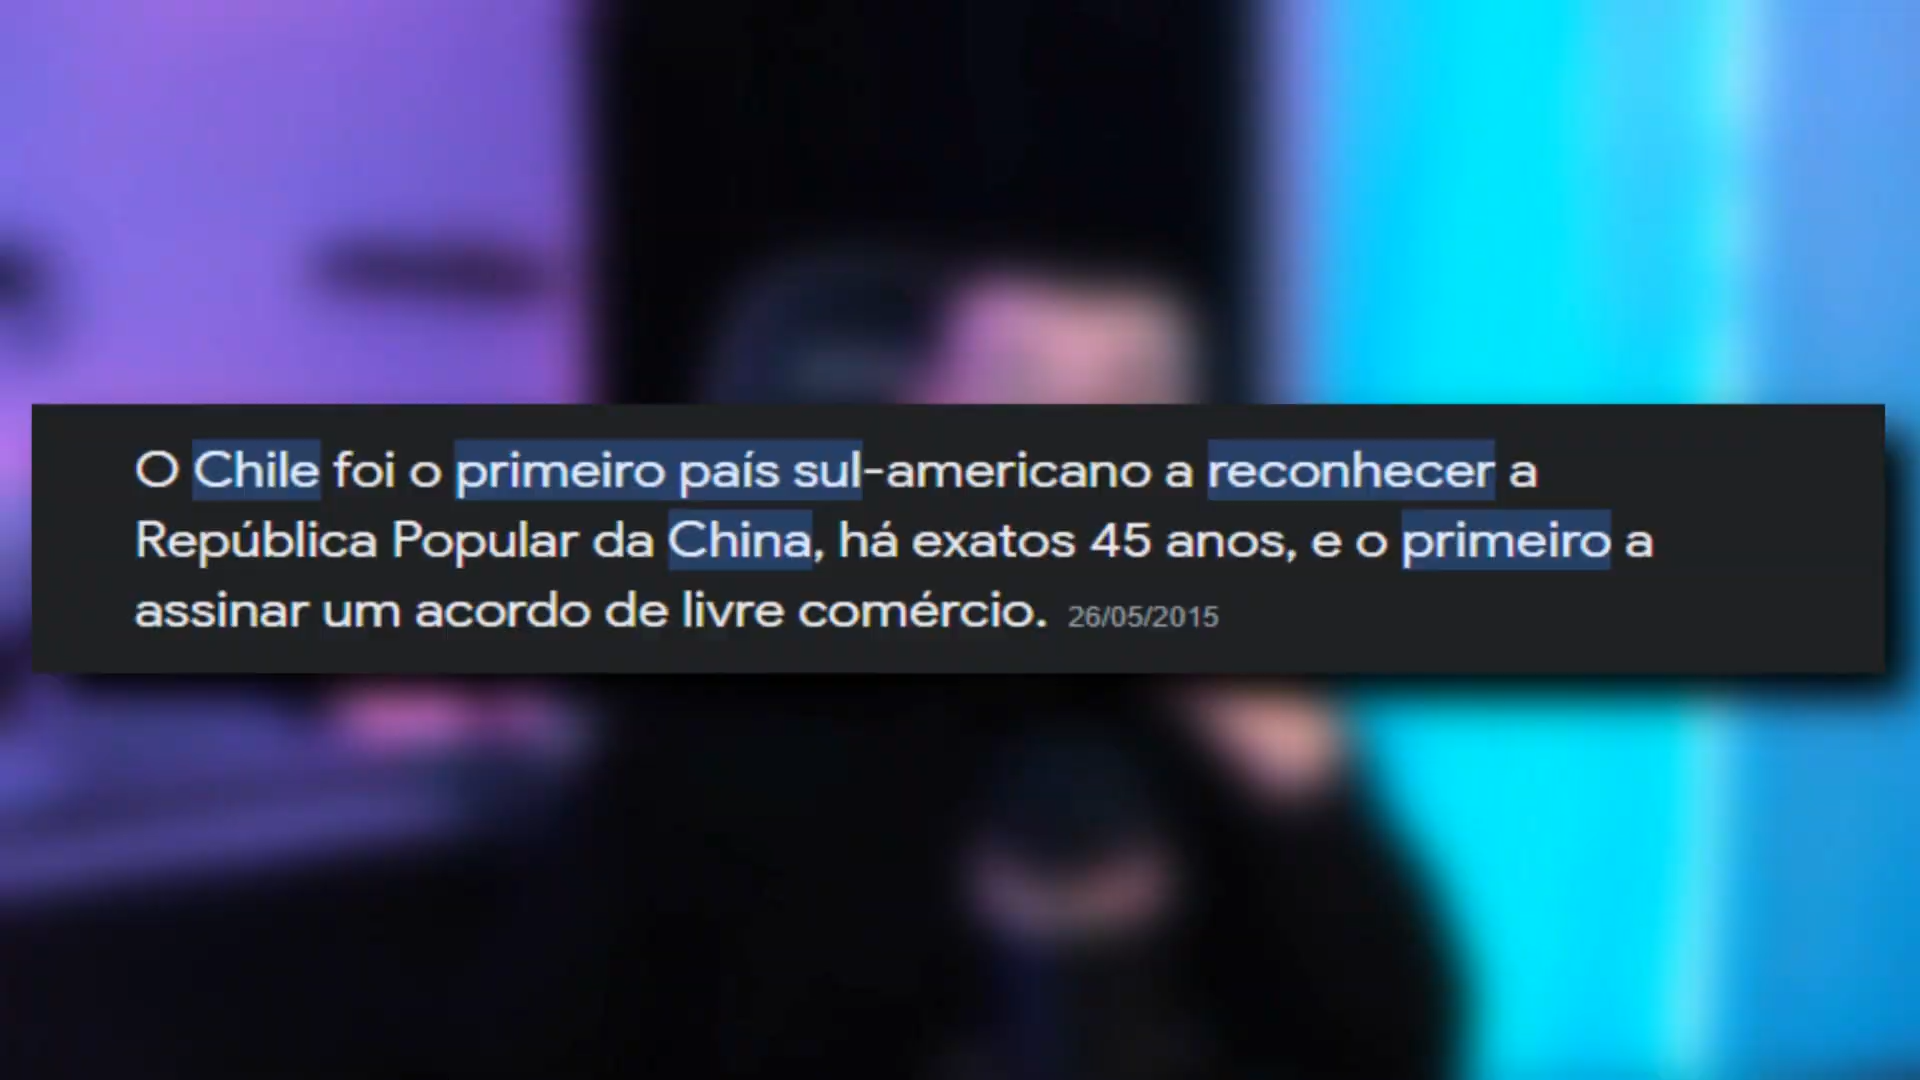 O Chile foi o primeiro país sul-americano a reconhecer a
República Popular da China, há exatos 45 anos, e o primeiro a
assinar um acordo de livre comércio. 26/05/2015